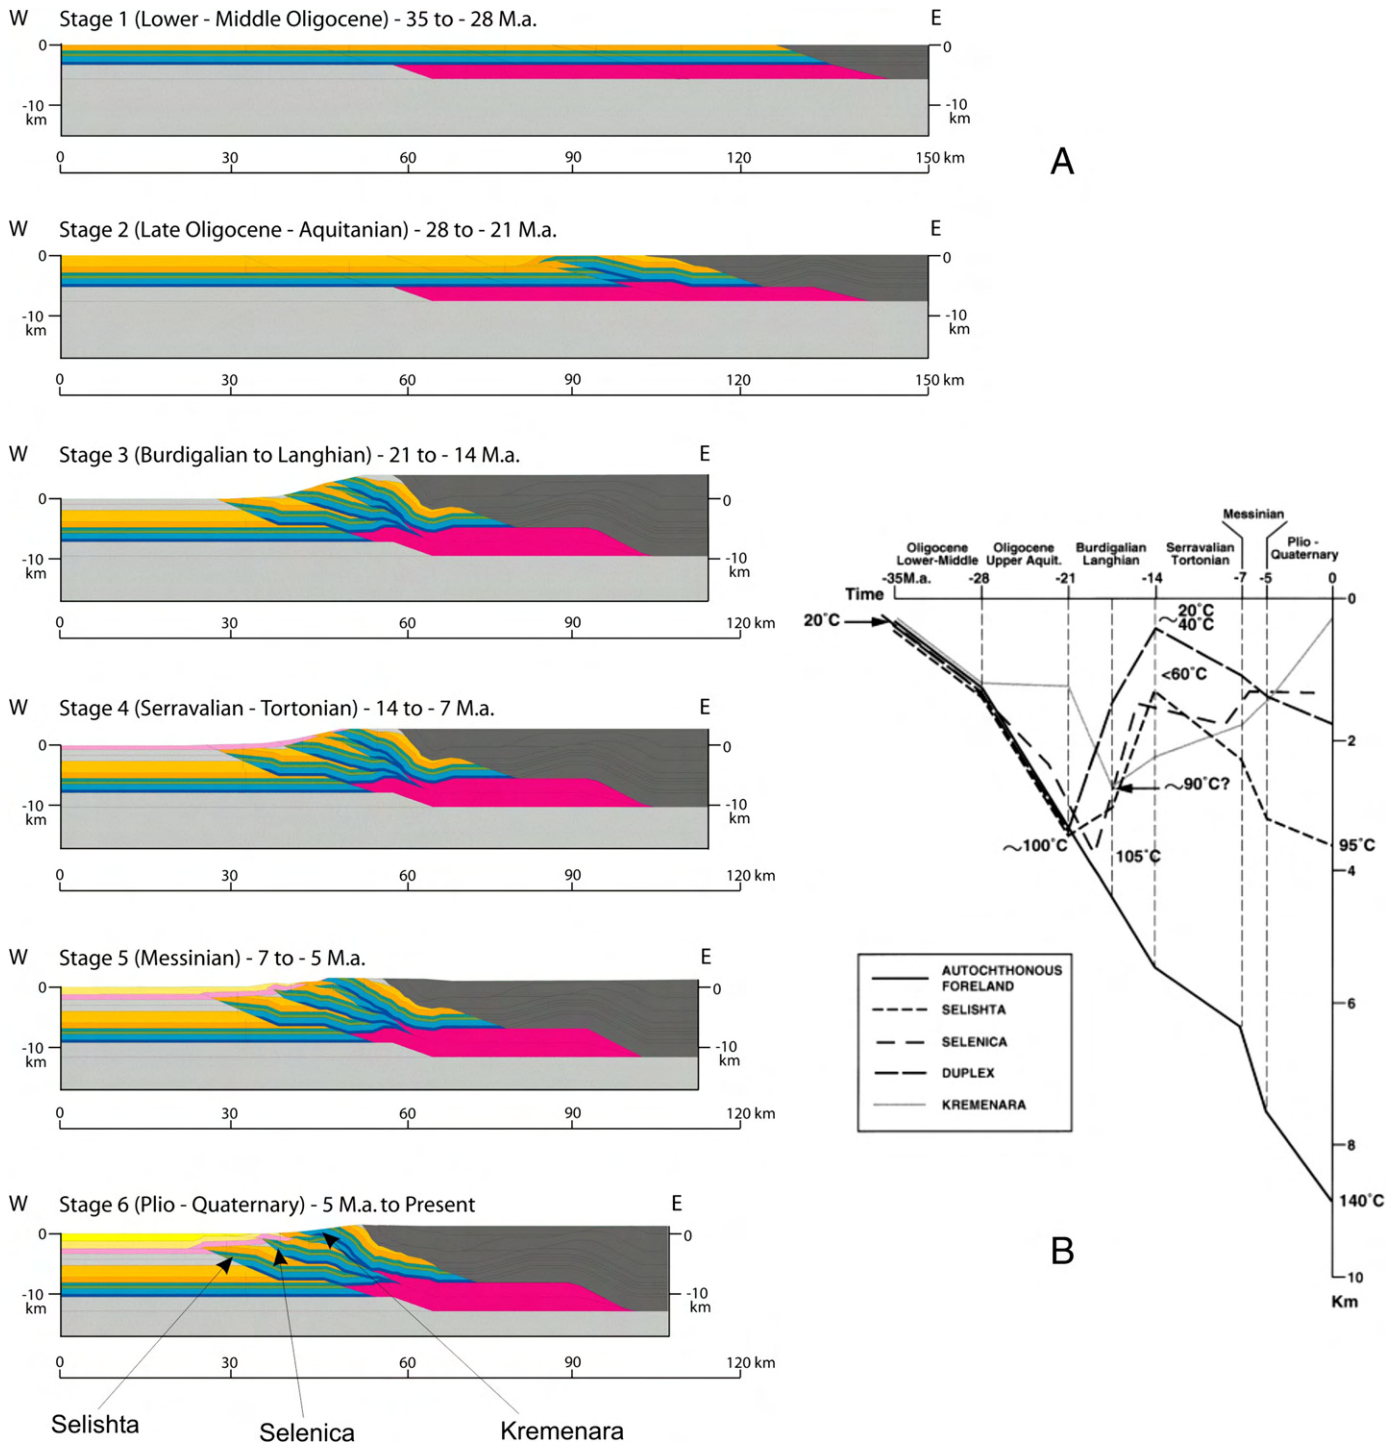 W Stage 1 (Lower - Middle Oligocene) - 35 to - 28 M.a. E
0 0
-10 -10
km km
0 30 60 90 120 150 km
A
W Stage 2 (Late Oligocene - Aquitanian) - 28 to - 21 M.a. E
0 0
-10 -10
km km
0 30 60 90 120 150 km
W Stage 3 (Burdigalian to Langhian) - 21 to - 14 M.a. E
0 0
-10 -10
km km
0 30 60 90 120 km
W Stage 4 (Serravalian - Tortonian) - 14 to - 7 M.a. E
0 0
-10 -10
km km
0 30 60 90 120 km
W Stage 5 (Messinian) - 7 to - 5 M.a. E
0 0
-10 -10
km km
0 30 60 90 120 km
W Stage 6 (Plio - Quaternary) - 5 M.a. to Present E
0 0
-10 -10
km km
0 30 60 90 120 km
Selishta
Selenica
Kremenara
Messinian
Oligocene Oligocene Burdigalian Serravalian Plio -
Lower-Middle Upper Aquit. Langhian Tortonian Quaternary
-35M.a. -28 -21 -14 -7 -5 0
Time
0
20°C
~20°C
40°C
<60°C
2
~90°C?
~100°C
105°C
95°C
4
6
8
140°C
10
Km
AUTOCHTHONOUS
FORELAND
SELISHTA
SELENICA
DUPLEX
KREMENARA
B